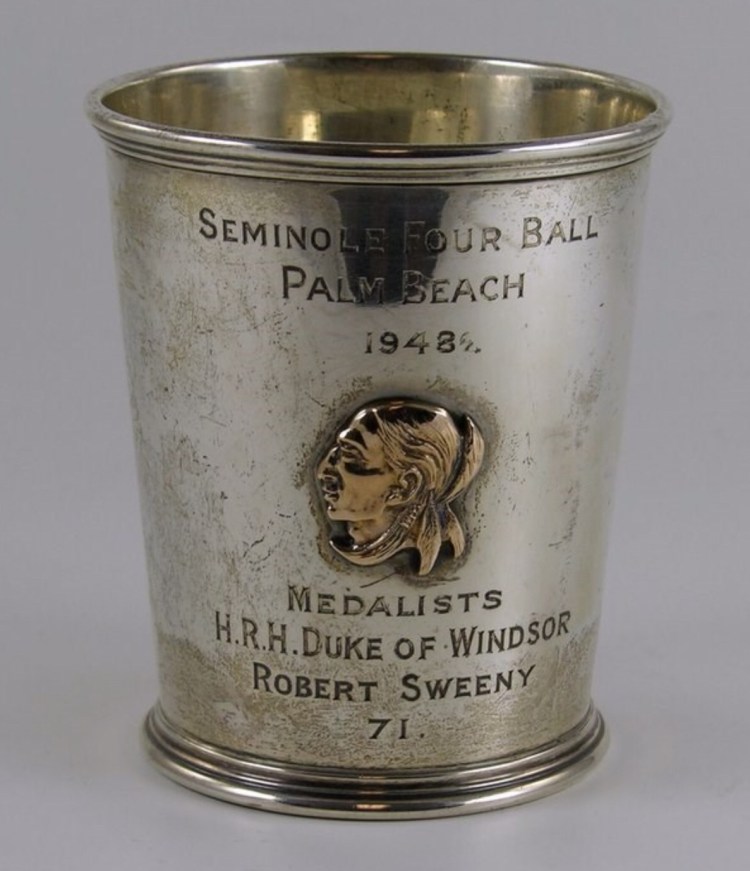 SEMINOLE FOUR BALL
PALM BEACH
1948
MEDALISTS
H.R.H. DUKE OF WINDSOR
ROBERT SWEENY
71.